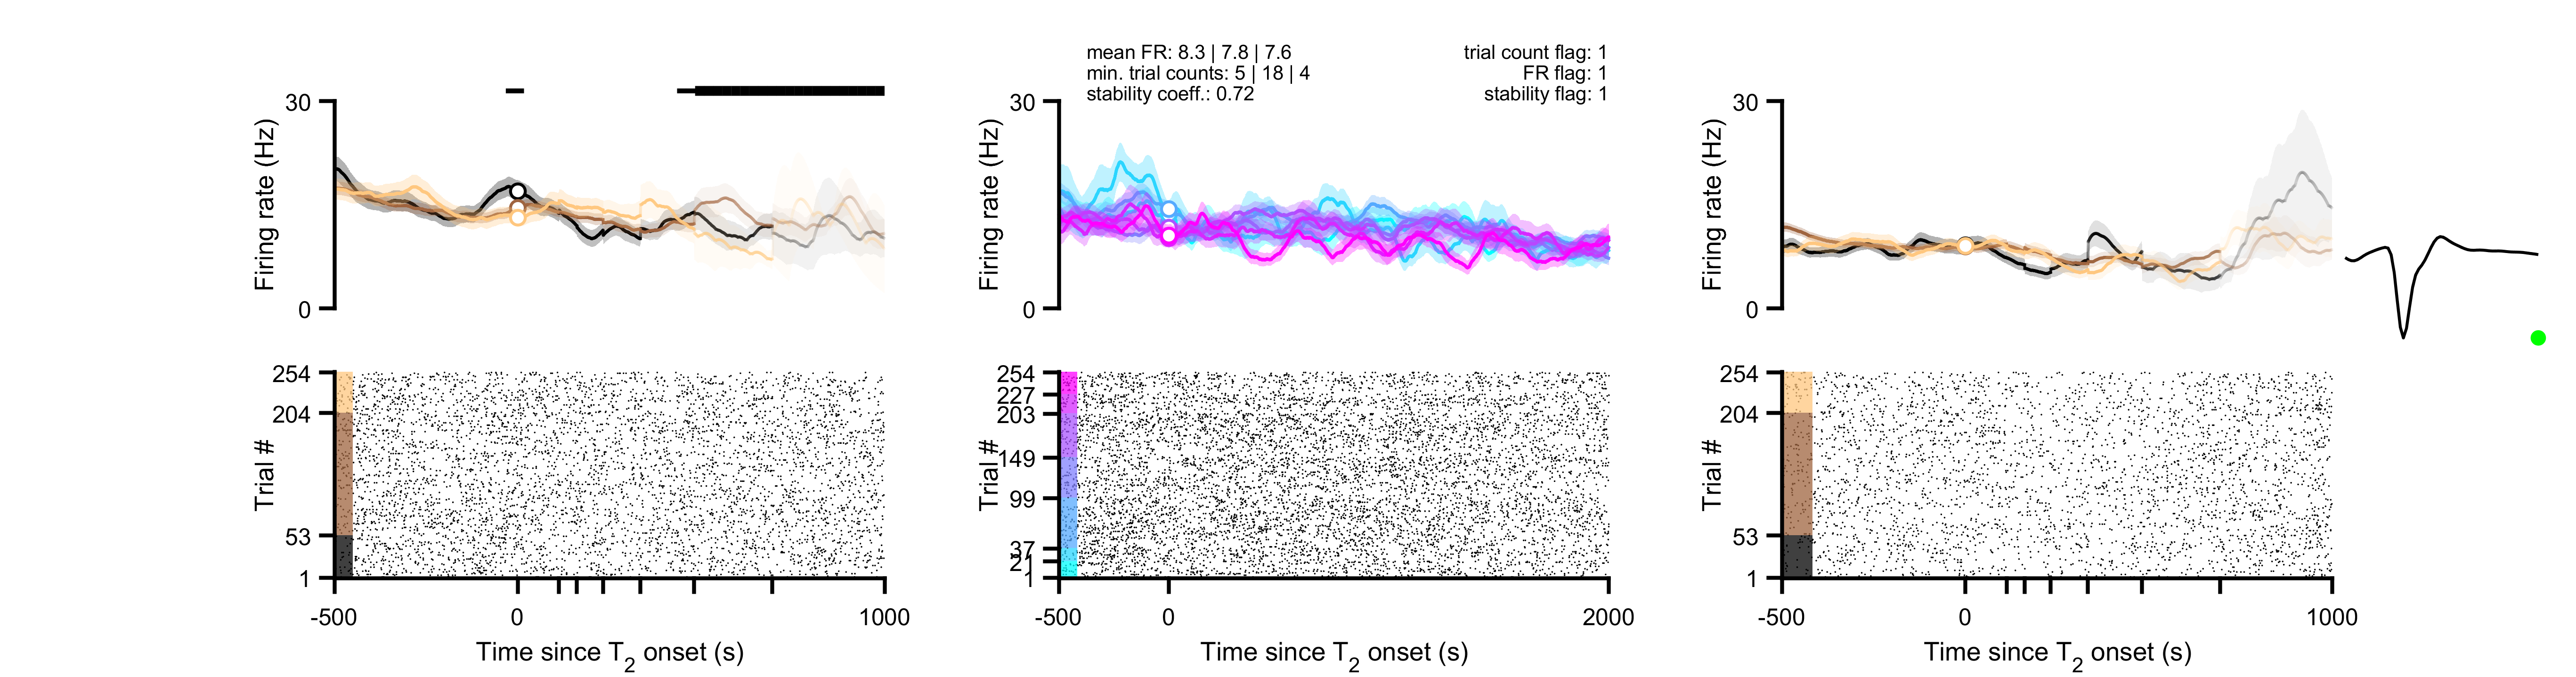 mean FR: 8.3 | 7.8 | 7.6
min. trial counts: 5 | 18 | 4
stability coeff.: 0.72
trial count flag: 1
FR flag: 1
stability flag: 1
30
Firing rate (Hz)
0
254
204
Trial #
53
1
-500
0
1000
Time since T2 onset (s)
30
Firing rate (Hz)
0
254
227
203
Trial #
149
99
37
21
1
-500
0
2000
Time since T2 onset (s)
30
Firing rate (Hz)
0
254
204
Trial #
53
1
-500
0
1000
Time since T2 onset (s)